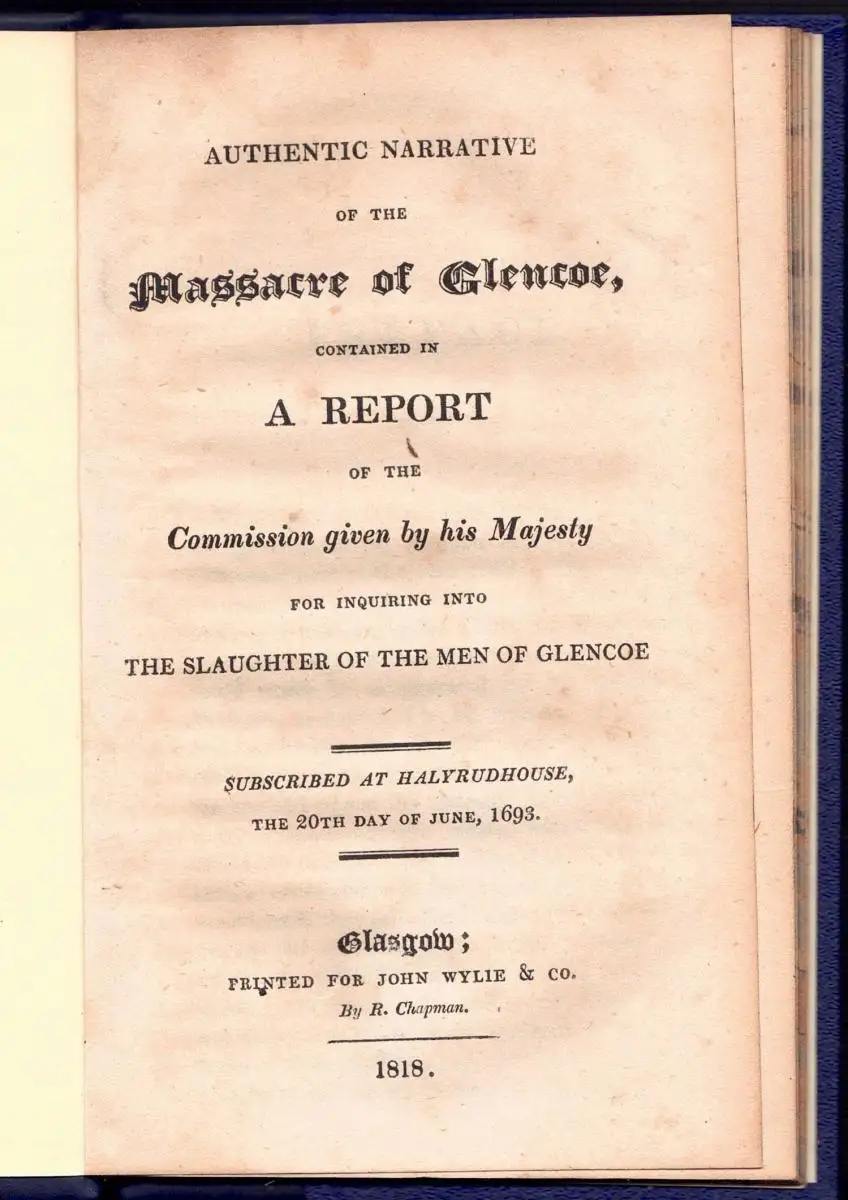 AUTHENTIC NARRATIVE
OF THE
Massacre of Glencoe,
CONTAINED IN
A REPORT
OF THE
Commission given by his Majesty
FOR INQUIRING INTO
THE SLAUGHTER OF THE MEN OF GLENCOE
SUBSCRIBED AT HALYRUDHOUSE,
THE 20TH DAY OF JUNE, 1693.
Glasgow;
PRINTED FOR JOHN WYLIE & CO.
By R. Chapman.
1818.